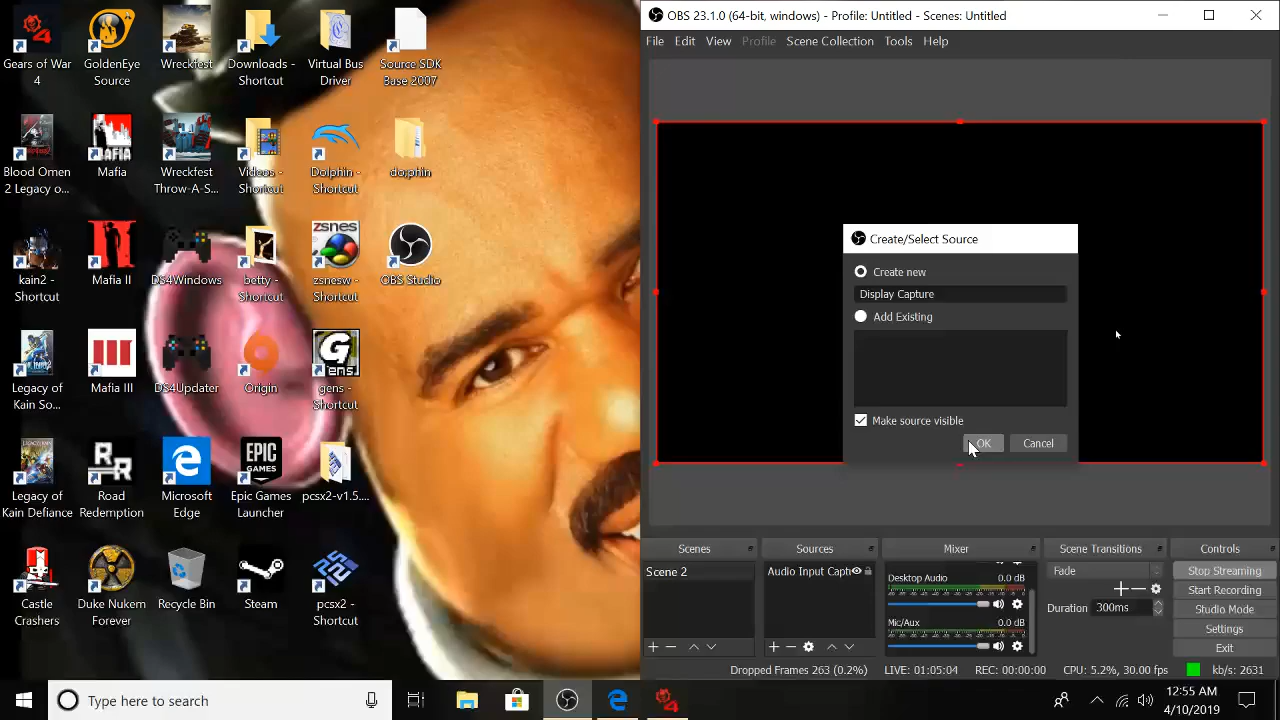 Gears of War 4
GoldenEye Source
Wreckfest
Downloads - Shortcut
Virtual Bus Driver
Source SDK Base 2007
Blood Omen 2 Legacy o...
MAFIA
Mafia
Wreckfest Throw-A-S...
Videos - Shortcut
Dolphin - Shortcut
do;phin
kain2 - Shortcut
Mafia II
DS4Windows
betty - Shortcut
zsnes
zsnesw - Shortcut
OBS Studio
Legacy of Kain So...
Mafia III
DS4Updater
Origin
gens - Shortcut
Legacy of Kain Defiance
RR
Road Redemption
Microsoft Edge
EPIC GAMES
Epic Games Launcher
pcsx2-v1.5....
Castle Crashers
Duke Nukem Forever
Recycle Bin
Steam
pcsx2 - Shortcut
OBS 23.1.0 (64-bit, windows) - Profile: Untitled - Scenes: Untitled
File Edit View Profile Scene Collection Tools Help
Create/Select Source
Create new
Display Capture
Add Existing
Make source visible
OK Cancel
Scenes Sources Mixer Scene Transitions Controls
Scene 2
Audio Input Capt
Desktop Audio 0.0 dB
Mic/Aux 0.0 dB
Fade
Duration 300ms
Stop Streaming
Start Recording
Studio Mode
Settings
Exit
Dropped Frames 263 (0.2%) LIVE: 01:05:04 REC: 00:00:00 CPU: 5.2%, 30.00 fps kb/s: 2631
Type here to search
12:55 AM
4/10/2019